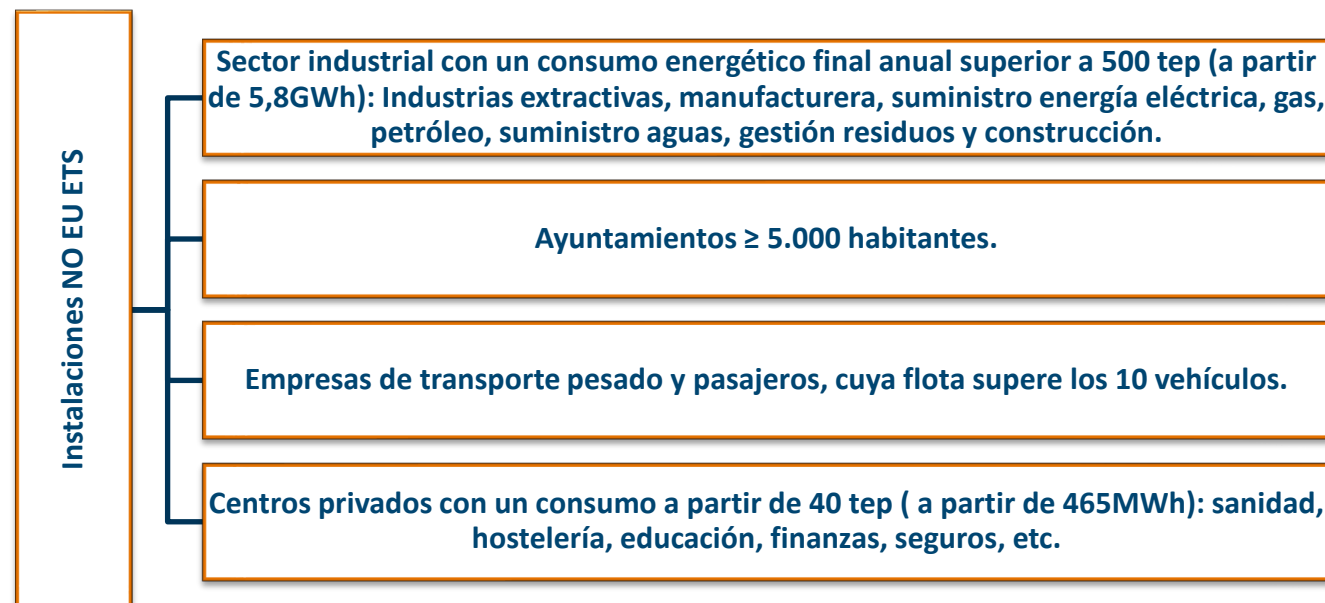 Instalaciones NO EU ETS
Sector industrial con un consumo energético final anual superior a 500 tep (a partir
de 5,8GWh): Industrias extractivas, manufacturera, suministro energía eléctrica, gas,
petróleo, suministro aguas, gestión residuos y construcción.
Ayuntamientos ≥ 5.000 habitantes.
Empresas de transporte pesado y pasajeros, cuya flota supere los 10 vehículos.
Centros privados con un consumo a partir de 40 tep ( a partir de 465MWh): sanidad,
hostelería, educación, finanzas, seguros, etc.